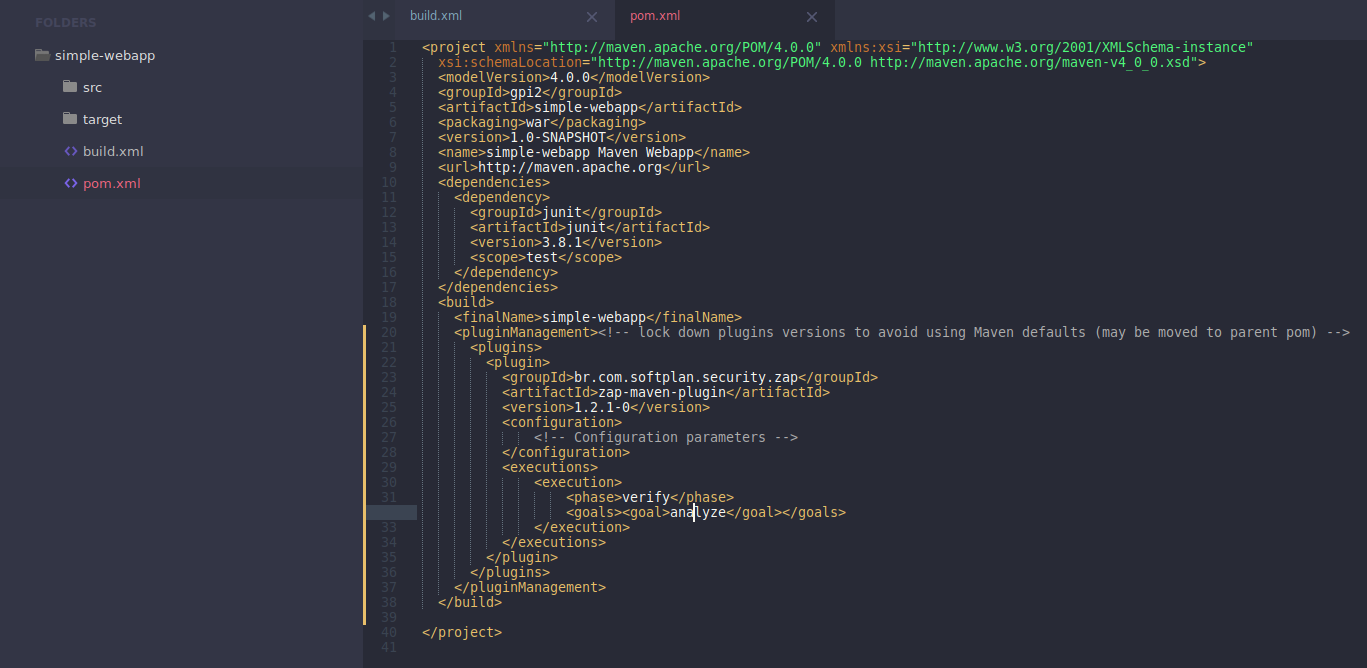 FOLDERS
simple-webapp
src
target
build.xml
pom.xml
build.xml
pom.xml
1 <project xmlns="http://maven.apache.org/POM/4.0.0" xmlns:xsi="http://www.w3.org/2001/XMLSchema-instance"
2 xsi:schemaLocation="http://maven.apache.org/POM/4.0.0 http://maven.apache.org/maven-v4_0_0.xsd">
3 <modelVersion>4.0.0</modelVersion>
4 <groupId>gpi2</groupId>
5 <artifactId>simple-webapp</artifactId>
6 <packaging>war</packaging>
7 <version>1.0-SNAPSHOT</version>
8 <name>simple-webapp Maven Webapp</name>
9 <url>http://maven.apache.org</url>
10 <dependencies>
11 <dependency>
12 <groupId>junit</groupId>
13 <artifactId>junit</artifactId>
14 <version>3.8.1</version>
15 <scope>test</scope>
16 </dependency>
17 </dependencies>
18 <build>
19 <finalName>simple-webapp</finalName>
20 <pluginManagement><!-- lock down plugins versions to avoid using Maven defaults (may be moved to parent pom) -->
21 <plugins>
22 <plugin>
23 <groupId>br.com.softplan.security.zap</groupId>
24 <artifactId>zap-maven-plugin</artifactId>
25 <version>1.2.1-0</version>
26 <configuration>
27 <!-- Configuration parameters -->
28 </configuration>
29 <executions>
30 <execution>
31 <phase>verify</phase>
<goals><goal>analyze</goal></goals>
33 </execution>
34 </executions>
35 </plugin>
36 </plugins>
37 </pluginManagement>
38 </build>
39
40 </project>
41